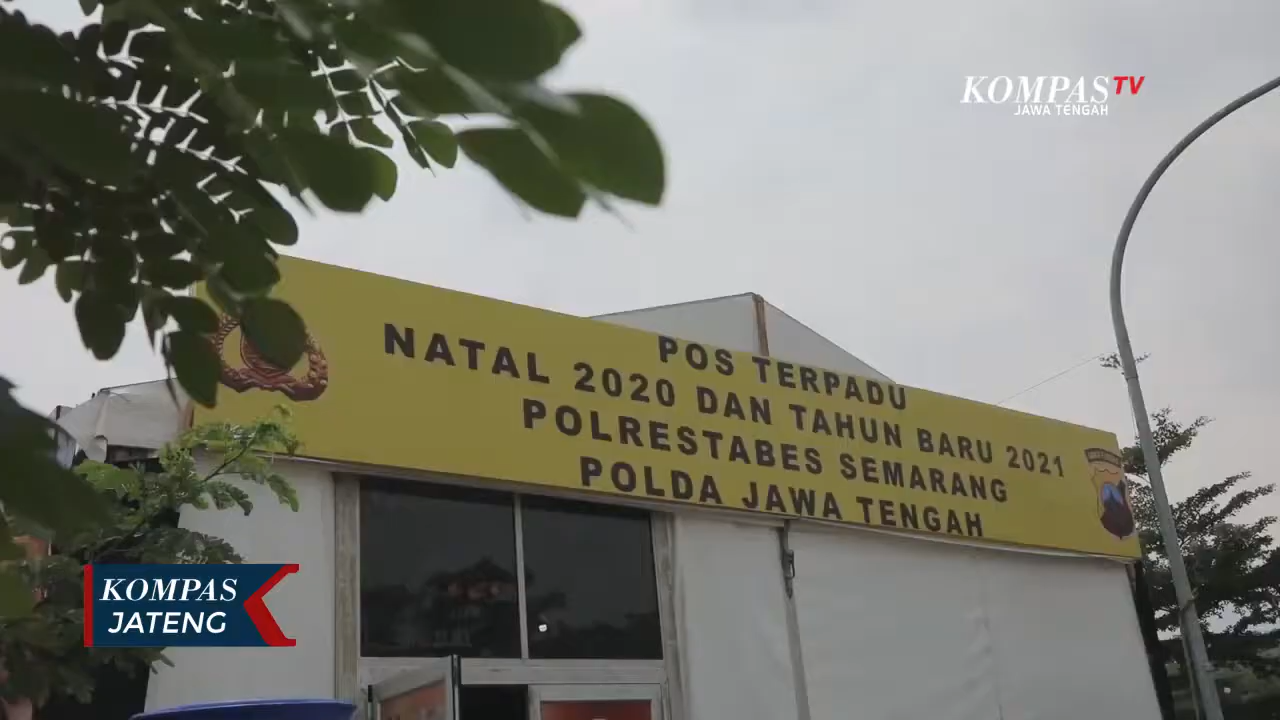 KOMPAS TV
JAWA TENGAH
POS TERPADU
NATAL 2020 DAN TAHUN BARU 2021
POLRESTABES SEMARANG
POLDA JAWA TENGAH
KOMPAS
JATENG